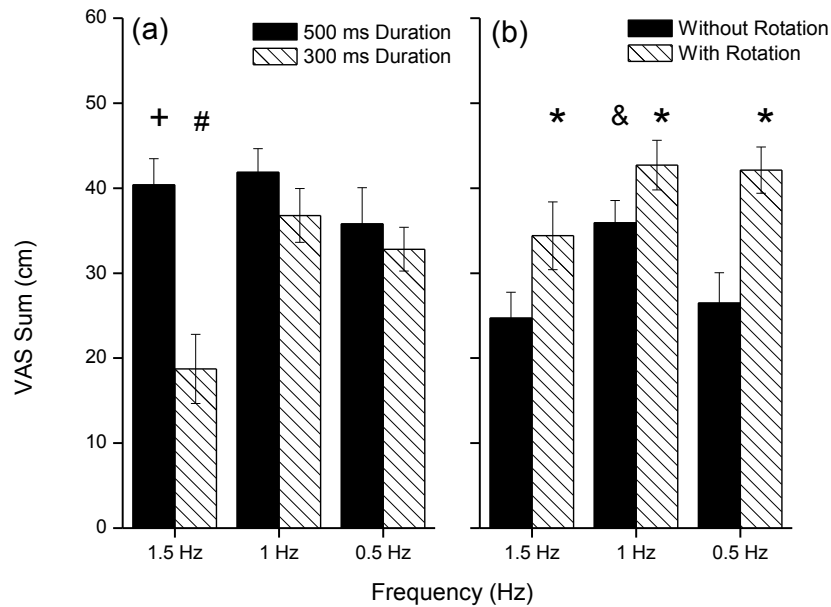 (a)
500 ms Duration
300 ms Duration
(b)
Without Rotation
With Rotation
60
50
40
30
20
10
0
VAS Sum (cm)
+ #
* & * *
1.5 Hz 1 Hz 0.5 Hz
1.5 Hz 1 Hz 0.5 Hz
Frequency (Hz)